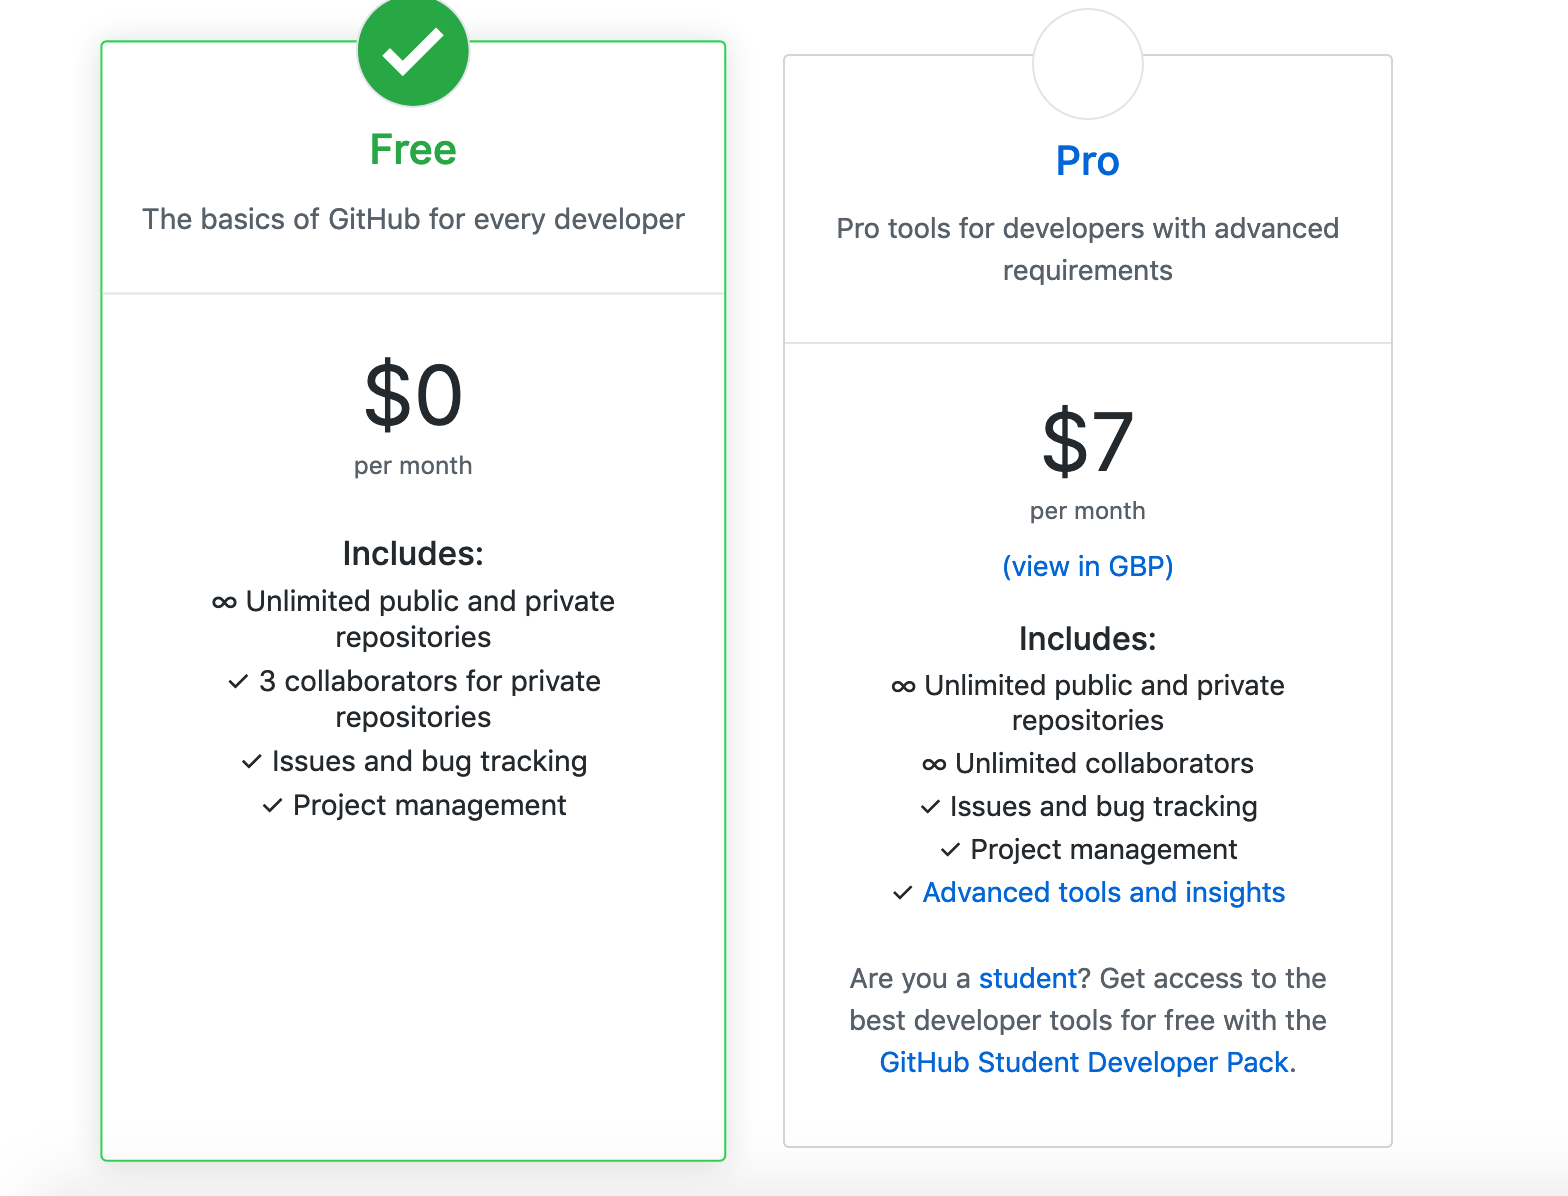 Free
The basics of GitHub for every developer
$0
per month
Includes:
∞ Unlimited public and private
repositories
✓ 3 collaborators for private
repositories
✓ Issues and bug tracking
✓ Project management
Pro
Pro tools for developers with advanced
requirements
$7
per month
(view in GBP)
Includes:
∞ Unlimited public and private
repositories
∞ Unlimited collaborators
✓ Issues and bug tracking
✓ Project management
✓ Advanced tools and insights
Are you a student? Get access to the
best developer tools for free with the
GitHub Student Developer Pack.